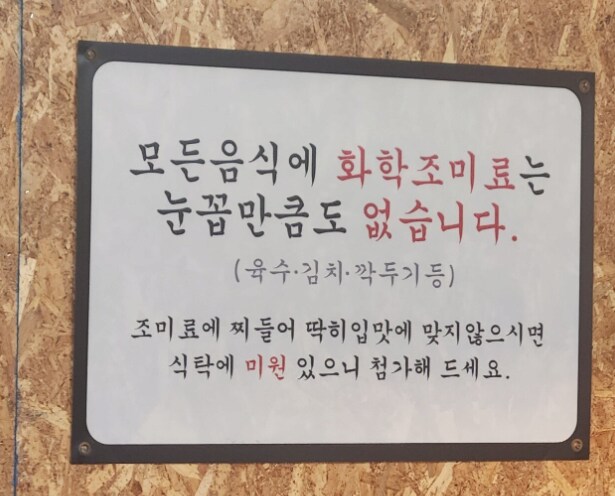 모든음식에 화학조미료는
눈꼽만큼도 없습니다.
(육수·김치·깍두기등)
조미료에 찌들어 딱히입맛에 맞지않으시면
식탁에 미원 있으니 첨가해 드세요.